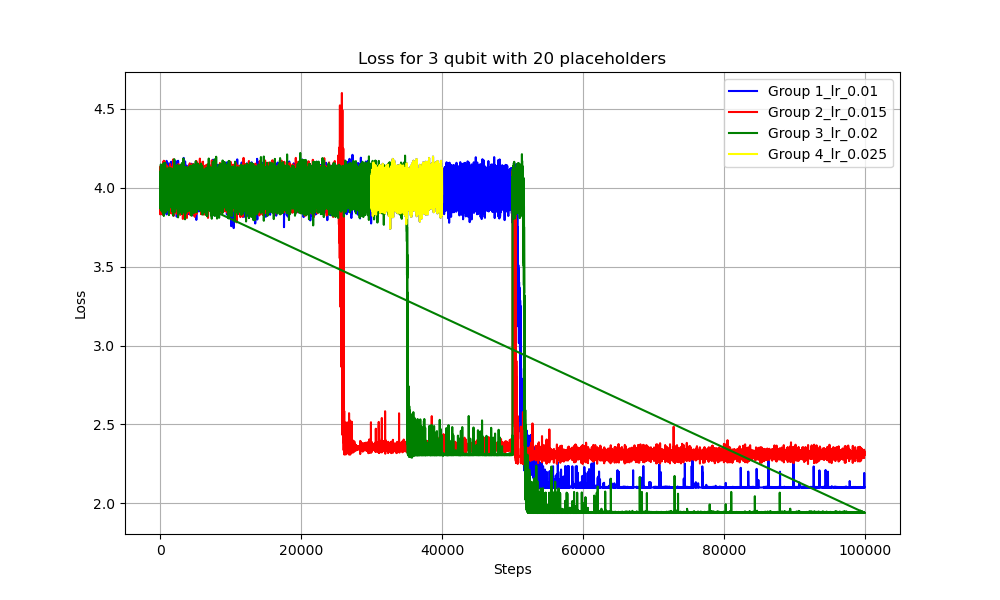 Loss for 3 qubit with 20 placeholders
Group 1_lr_0.01
Group 2_lr_0.015
Group 3_lr_0.02
Group 4_lr_0.025
Loss
4.5
4.0
3.5
3.0
2.5
2.0
0 20000 40000 60000 80000 100000
Steps